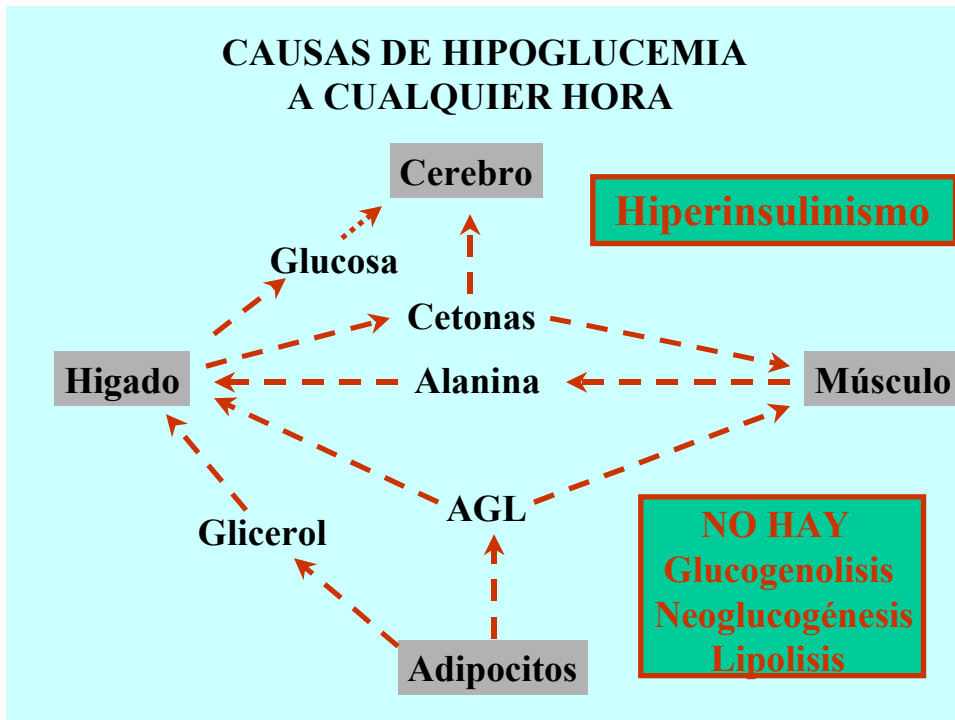 CAUSAS DE HIPOGLUCEMIA
A CUALQUIER HORA
Cerebro
Hiperinsulinismo
Glucosa
Cetonas
Higado
Alanina
Músculo
AGL
Glicerol
NO HAY
Glucogenolisis
Neoglucogénesis
Lipolisis
Adipocitos